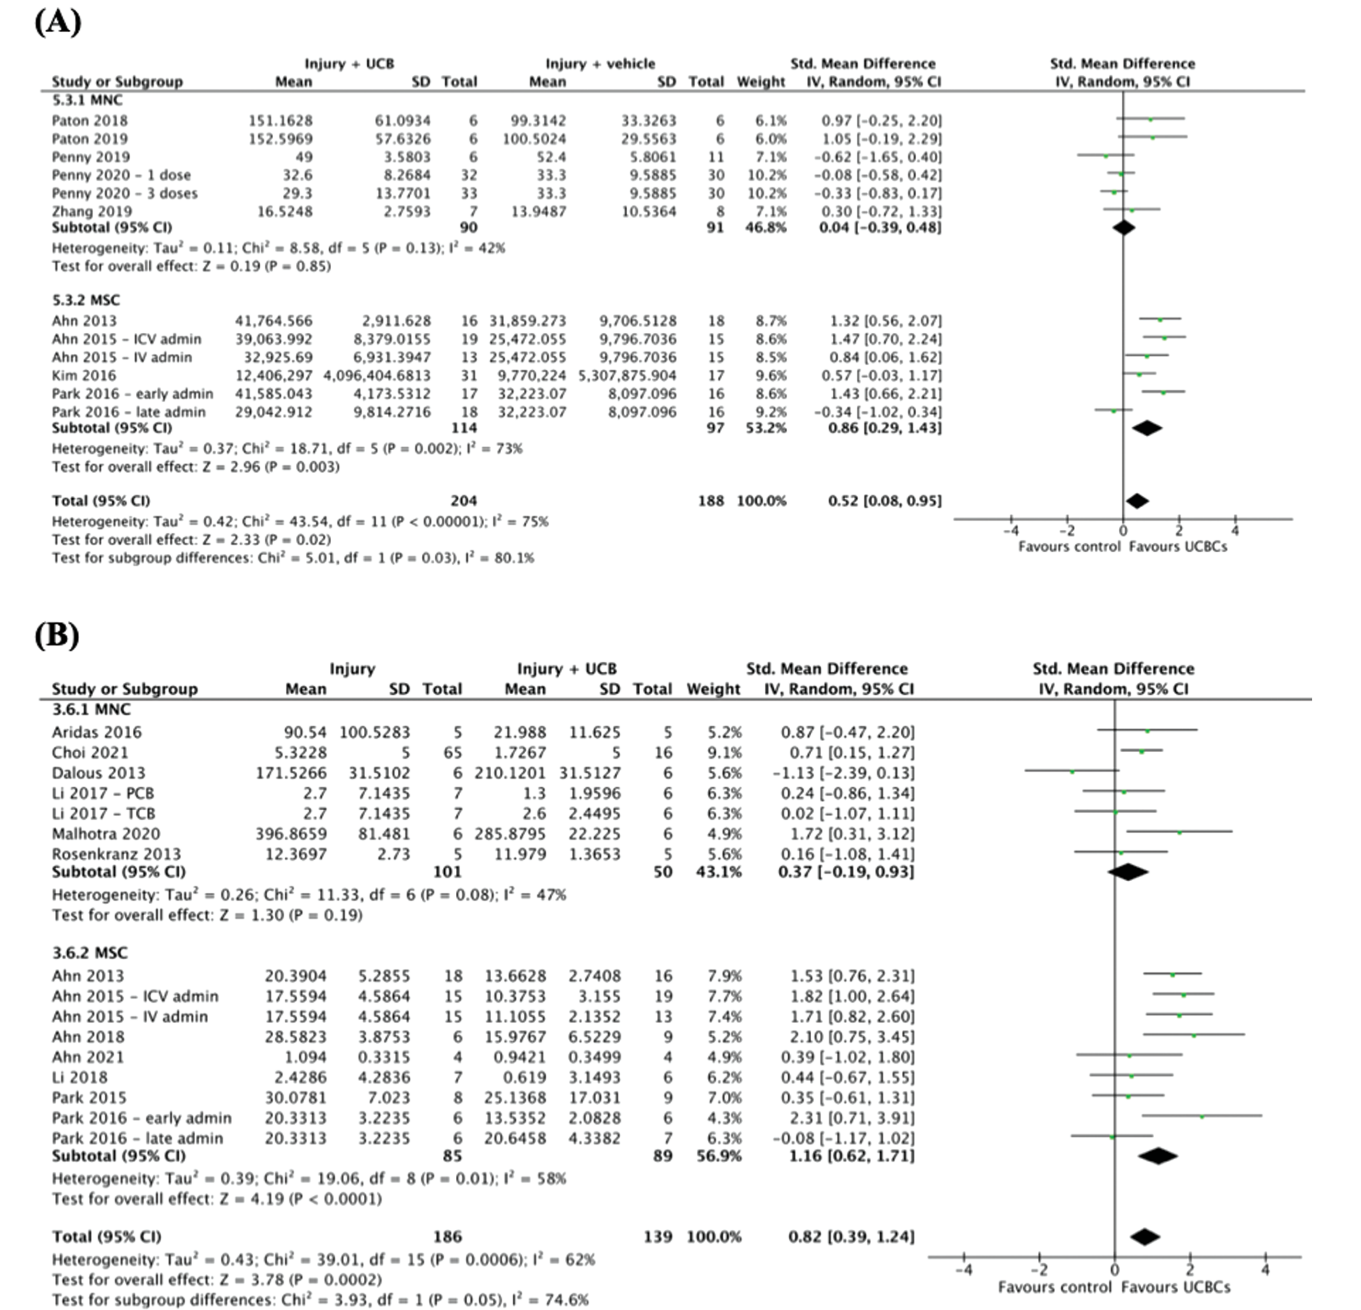 (A)
Injury + UCB Injury + vehicle Std. Mean Difference Std. Mean Difference
Study or Subgroup Mean SD Total Mean SD Total Weight IV, Random, 95% CI IV, Random, 95% CI
5.3.1 MNC
Paton 2018 151.1628 61.0934 6 99.3142 33.3263 6 6.1% 0.97 [-0.25, 2.20]
Paton 2019 152.5969 57.6326 6 100.5024 29.5563 6 6.0% 1.05 [-0.19, 2.29]
Penny 2019 49 3.5803 6 52.4 5.8061 11 7.1% -0.62 [-1.65, 0.40]
Penny 2020 - 1 dose 32.6 8.2684 32 33.3 9.5885 30 10.2% -0.08 [-0.58, 0.42]
Penny 2020 - 3 doses 29.3 13.7701 33 33.3 9.5885 30 10.2% -0.33 [-0.83, 0.17]
Zhang 2019 16.5248 2.7593 7 13.9487 10.5364 8 7.1% 0.30 [-0.72, 1.33]
Subtotal (95% CI) 90 91 46.8% 0.04 [-0.39, 0.48]
Heterogeneity: Tau² = 0.11; Chi² = 8.58, df = 5 (P = 0.13); I² = 42%
Test for overall effect: Z = 0.19 (P = 0.85)
5.3.2 MSC
Ahn 2013 41,764.566 2,911.628 16 31,859.273 9,706.5128 18 8.7% 1.32 [0.56, 2.07]
Ahn 2015 - ICV admin 39,063.992 8,379.0155 19 25,472.055 9,796.7036 15 8.6% 1.47 [0.70, 2.24]
Ahn 2015 - IV admin 32,925.69 6,931.3947 13 25,472.055 9,796.7036 15 8.5% 0.84 [0.06, 1.62]
Kim 2016 12,406,297 4,096,404.6813 31 9,770,224 5,307,875.904 17 9.6% 0.57 [-0.03, 1.17]
Park 2016 - early admin 41,585.043 4,173.5312 17 32,223.07 8,097.096 16 8.6% 1.43 [0.66, 2.21]
Park 2016 - late admin 29,042.912 9,814.2716 18 32,223.07 8,097.096 16 9.2% -0.34 [-1.02, 0.34]
Subtotal (95% CI) 114 97 53.2% 0.86 [0.29, 1.43]
Heterogeneity: Tau² = 0.37; Chi² = 18.71, df = 5 (P = 0.002); I² = 73%
Test for overall effect: Z = 2.96 (P = 0.003)
Total (95% CI) 204 188 100.0% 0.52 [0.08, 0.95]
Heterogeneity: Tau² = 0.42; Chi² = 43.54, df = 11 (P < 0.00001); I² = 75%
Test for overall effect: Z = 2.33 (P = 0.02)
Test for subgroup differences: Chi² = 5.01, df = 1 (P = 0.03), I² = 80.1%
-4 -2 0 2 4
Favours control Favours UCBCs
(B)
Injury Injury + UCB Std. Mean Difference Std. Mean Difference
Study or Subgroup Mean SD Total Mean SD Total Weight IV, Random, 95% CI IV, Random, 95% CI
3.6.1 MNC
Aridas 2016 90.54 100.5283 5 21.988 11.625 5 5.2% 0.87 [-0.47, 2.20]
Choi 2021 5.3228 5 65 1.7267 5 16 9.1% 0.71 [0.15, 1.27]
Dalous 2013 171.5266 31.5102 6 210.1201 31.5127 6 5.6% -1.13 [-2.39, 0.13]
Li 2017 - PCB 2.7 7.1435 7 1.3 1.9596 6 6.3% 0.24 [-0.86, 1.34]
Li 2017 - TCB 2.7 7.1435 7 2.6 2.4495 6 6.3% 0.02 [-1.07, 1.11]
Malhotra 2020 396.8659 81.481 6 285.8795 22.225 6 4.9% 1.72 [0.31, 3.12]
Rosenkranz 2013 12.3697 2.73 5 11.979 1.3653 5 5.6% 0.16 [-1.08, 1.41]
Subtotal (95% CI) 101 50 43.1% 0.37 [-0.19, 0.93]
Heterogeneity: Tau² = 0.26; Chi² = 11.33, df = 6 (P = 0.08); I² = 47%
Test for overall effect: Z = 1.30 (P = 0.19)
3.6.2 MSC
Ahn 2013 20.3904 5.2855 18 13.6628 2.7408 16 7.9% 1.53 [0.76, 2.31]
Ahn 2015 - ICV admin 17.5594 4.5864 15 10.3753 3.155 19 7.7% 1.82 [1.00, 2.64]
Ahn 2015 - IV admin 17.5594 4.5864 15 11.1055 2.1352 13 7.4% 1.71 [0.82, 2.60]
Ahn 2018 28.5823 3.8753 6 15.9767 6.5229 9 5.2% 2.10 [0.75, 3.45]
Ahn 2021 1.094 0.3315 4 0.9421 0.3499 4 4.9% 0.39 [-1.02, 1.80]
Li 2018 2.4286 4.2836 7 0.619 3.1493 6 6.2% 0.44 [-0.67, 1.55]
Park 2015 30.0781 7.023 8 25.1368 17.031 9 7.0% 0.35 [-0.61, 1.31]
Park 2016 - early admin 20.3313 3.2235 6 13.5352 2.0828 6 4.3% 2.31 [0.71, 3.91]
Park 2016 - late admin 20.3313 3.2235 6 20.6458 4.3382 7 6.3% -0.08 [-1.17, 1.02]
Subtotal (95% CI) 85 89 56.9% 1.16 [0.62, 1.71]
Heterogeneity: Tau² = 0.39; Chi² = 19.06, df = 8 (P = 0.01); I² = 58%
Test for overall effect: Z = 4.19 (P < 0.0001)
Total (95% CI) 186 139 100.0% 0.82 [0.39, 1.24]
Heterogeneity: Tau² = 0.43; Chi² = 39.01, df = 15 (P = 0.0006); I² = 62%
Test for overall effect: Z = 3.78 (P = 0.0002)
Test for subgroup differences: Chi² = 3.93, df = 1 (P = 0.05), I² = 74.6%
-4 -2 0 2 4
Favours control Favours UCBCs